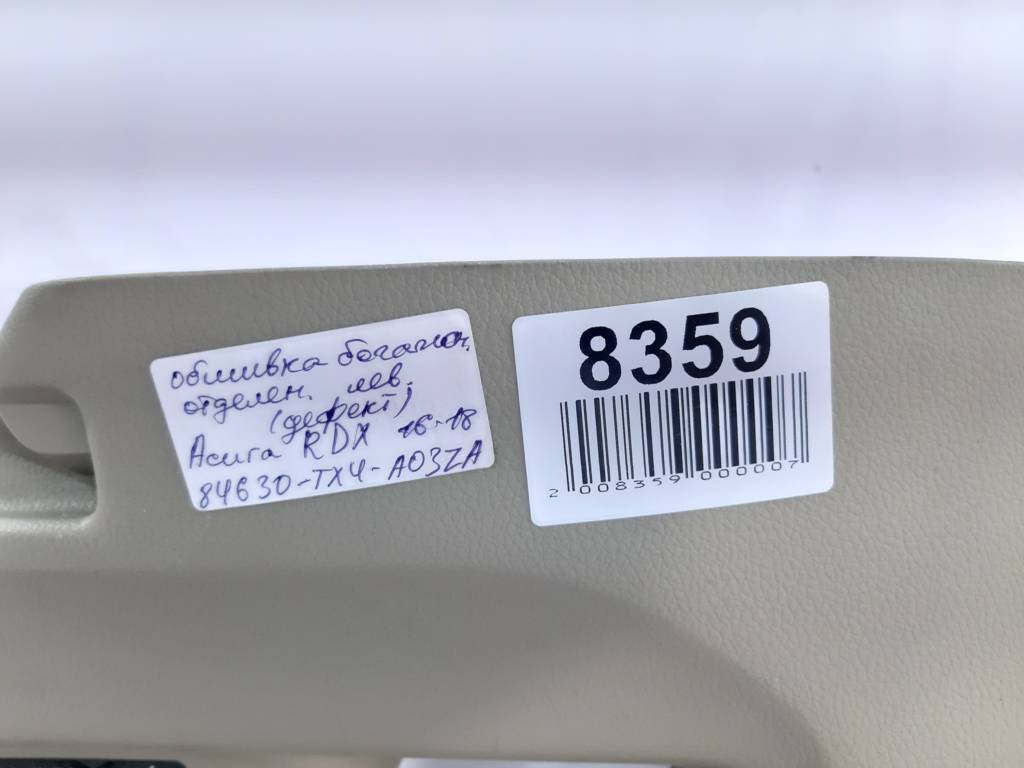 обшивка багажн.
отделен. лев.
(дефект)
Acura RDX 16-18
84630-TX4-A03ZA
8359
2 008359 000007